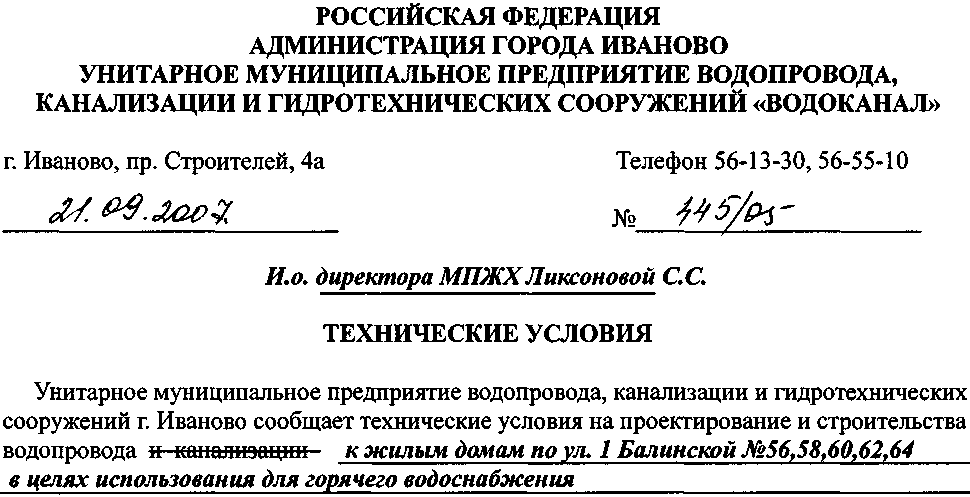 РОССИЙСКАЯ ФЕДЕРАЦИЯ
АДМИНИСТРАЦИЯ ГОРОДА ИВАНОВО
УНИТАРНОЕ МУНИЦИПАЛЬНОЕ ПРЕДПРИЯТИЕ ВОДОПРОВОДА,
КАНАЛИЗАЦИИ И ГИДРОТЕХНИЧЕСКИХ СООРУЖЕНИЙ «ВОДОКАНАЛ»
г. Иваново, пр. Строителей, 4а Телефон 56-13-30, 56-55-10
21.09.2007 № 445/05-
И.о. директора МПЖХ Ликсоновой С.С.
ТЕХНИЧЕСКИЕ УСЛОВИЯ
Унитарное муниципальное предприятие водопровода, канализации и гидротехнических
сооружений г. Иваново сообщает технические условия на проектирование и строительства
водопровода и канализации к жилым домам по ул. 1 Балинской №56,58,60,62,64
в целях использования для горячего водоснабжения